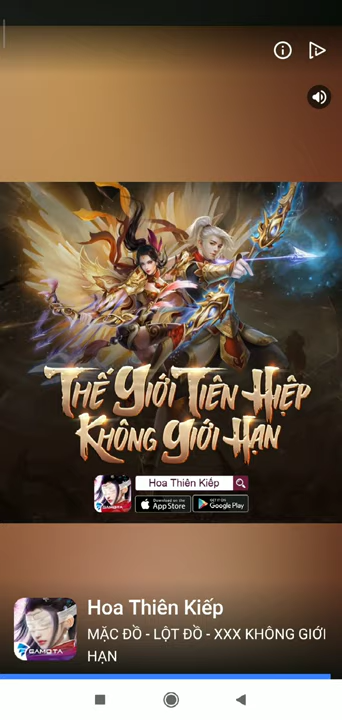 THẾ GIỚI TIÊN HIỆP
KHÔNG GIỚI HẠN
Hoa Thiên Kiếp
Download on the
App Store
GET IT ON
Google Play
Hoa Thiên Kiếp
MẶC ĐỒ - LỘT ĐỒ - XXX KHÔNG GIỚI
HẠN
GAMOTA